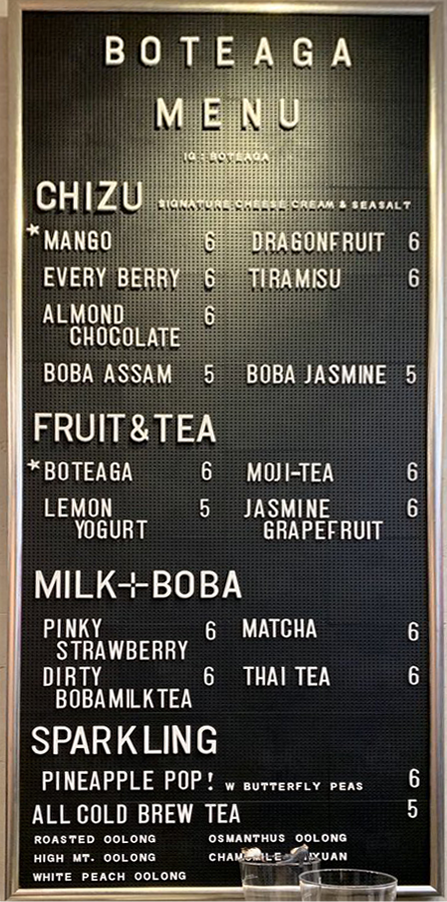 BOTEAGA
MENU
IG : BOTEAGA
CHIZU SIGNATURE CHEESE CREAM & SEASALT
*MANGO 6 DRAGONFRUIT 6
EVERY BERRY 6 TIRAMISU 6
ALMOND 6
CHOCOLATE
BOBA ASSAM 5 BOBA JASMINE 5
FRUIT&TEA
*BOTEAGA 6 MOJI-TEA 6
LEMON 5 JASMINE 6
YOGURT GRAPEFRUIT
MILK+BOBA
PINKY 6 MATCHA 6
STRAWBERRY
DIRTY 6 THAI TEA 6
BOBAMILKTEA
SPARKLING
PINEAPPLE POP! W BUTTERFLY PEAS 6
ALL COLD BREW TEA 5
ROASTED OOLONG OSMANTHUS OOLONG
HIGH MT. OOLONG
WHITE PEACH OOLONG